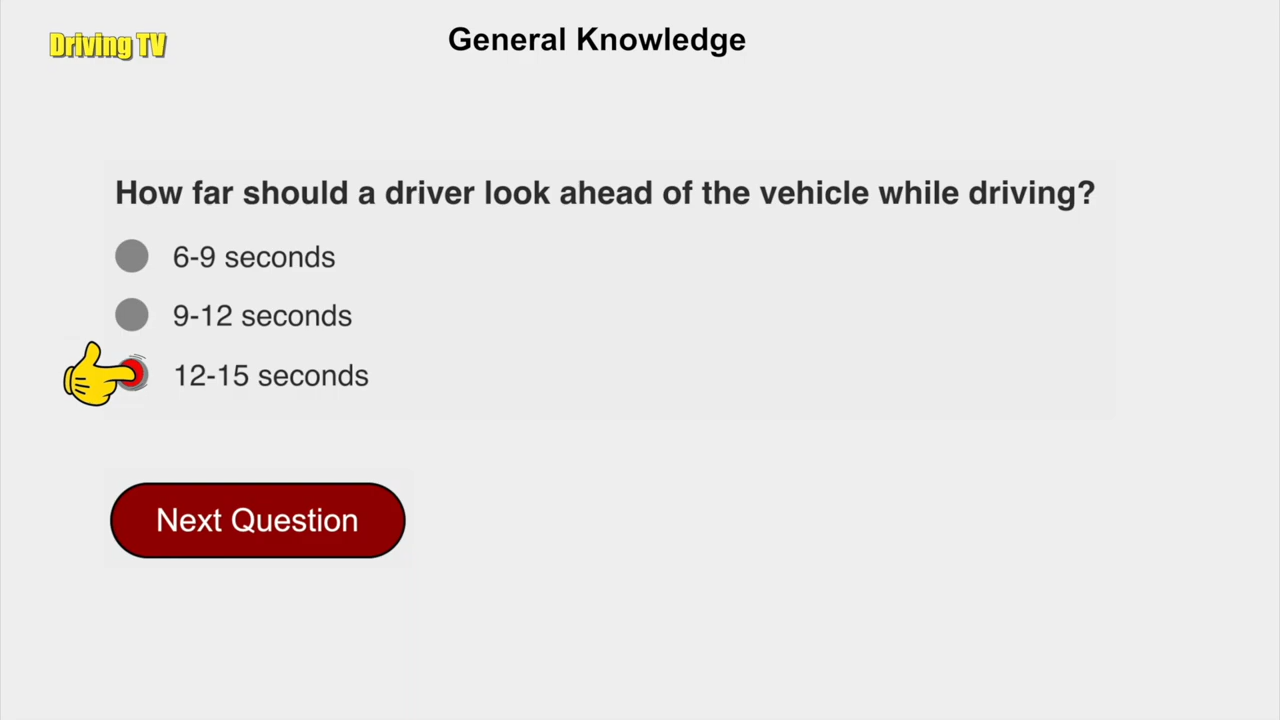 Driving TV
General Knowledge
How far should a driver look ahead of the vehicle while driving?
6-9 seconds
9-12 seconds
12-15 seconds
Next Question